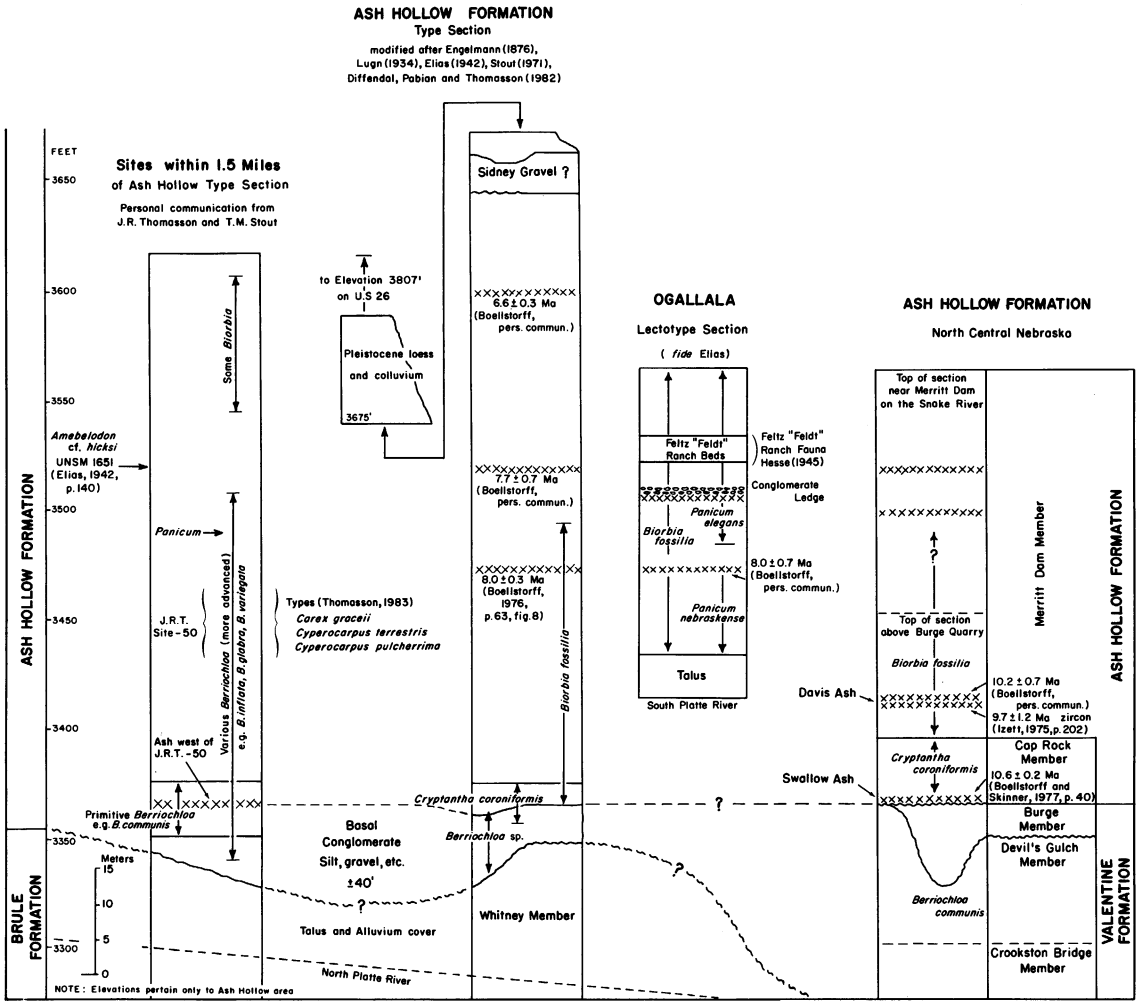 ASH HOLLOW FORMATION
Type Section
modified after Engelmann (1876),
Lugn (1934), Elias (1942), Stout (1971),
Diffendal, Pabian and Thomasson (1982)
FEET
3650
3600
3550
3500
3450
3400
3350
3300
ASH HOLLOW FORMATION
BRULE
FORMATION
Meters
15
10
5
0
NOTE: Elevations pertain only to Ash Hollow area
Sites within 1.5 Miles
of Ash Hollow Type Section
Personal communication from
J.R. Thomasson and T.M. Stout
Some Biorbia
Amebelodon
cf. hicksi
UNSM 1651
(Elias, 1942,
p. 140)
Panicum
J.R.T.
Site-50
Types (Thomasson, 1983)
Carex graceii
Cyperocarpus terrestris
Cyperocarpus pulcherrima
Various Berriochloa (more advanced)
e.g. B. inflata, B. glabra, B. variegata
Ash west of
J.R.T.-50
Primitive Berriochloa
e.g. B. communis
to Elevation 3807'
on U.S 26
Pleistocene loess
and colluvium
3675'
Sidney Gravel ?
6.6±0.3 Ma
(Boellstorff,
pers. commun.)
7.7±0.7 Ma
(Boellstorff,
pers. commun.)
8.0±0.3 Ma
(Boellstorff,
1976,
p. 63, fig. 8)
Biorbia fossilia
Cryptantha coroniformis
Berriochloa sp.
Basal
Conglomerate
Silt, gravel, etc.
±40'
?
Whitney Member
Talus and Alluvium cover
North Platte River
?
?
OGALLALA
Lectotype Section
( fide Elias)
Feltz "Feldt"
Ranch Beds
Feltz "Feldt"
Ranch Fauna
Hesse (1945)
Conglomerate
Ledge
Panicum
elegans
Biorbia
fossilia
8.0±0.7 Ma
(Boellstorff,
pers. commun.)
Panicum
nebraskense
Talus
South Platte River
ASH HOLLOW FORMATION
North Central Nebraska
Top of section
near Merritt Dam
on the Snake River
?
Top of section
above Burge Quarry
Biorbia fossilia
Davis Ash
10.2±0.7 Ma
(Boellstorff,
pers. commun.)
9.7±1.2 Ma zircon
(Izett, 1975, p. 202)
Cap Rock
Member
Cryptantha
coroniformis
Swallow Ash
10.6±0.2 Ma
(Boellstorff and
Skinner, 1977, p. 40)
Burge
Member
Devil's Gulch
Member
Berriochloa
communis
Crookston Bridge
Member
Merritt Dam Member
ASH HOLLOW FORMATION
VALENTINE
FORMATION